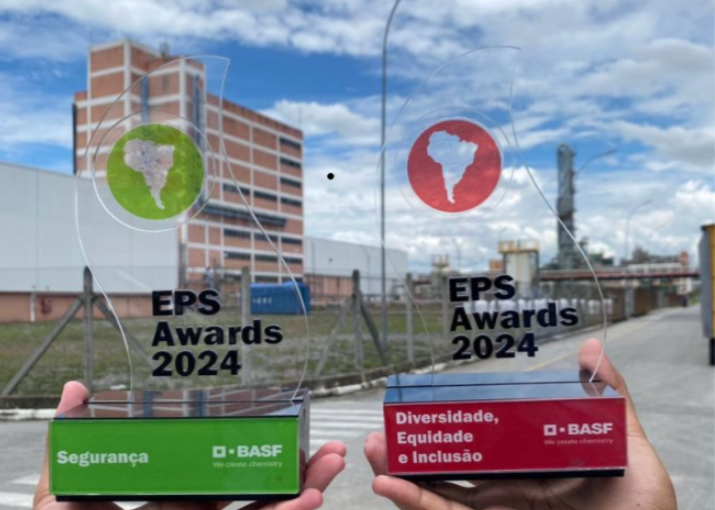 EPS
Awards
2024
Segurança
BASF
We create chemistry
EPS
Awards
2024
Diversidade,
Equidade
e Inclusão
BASF
We create chemistry